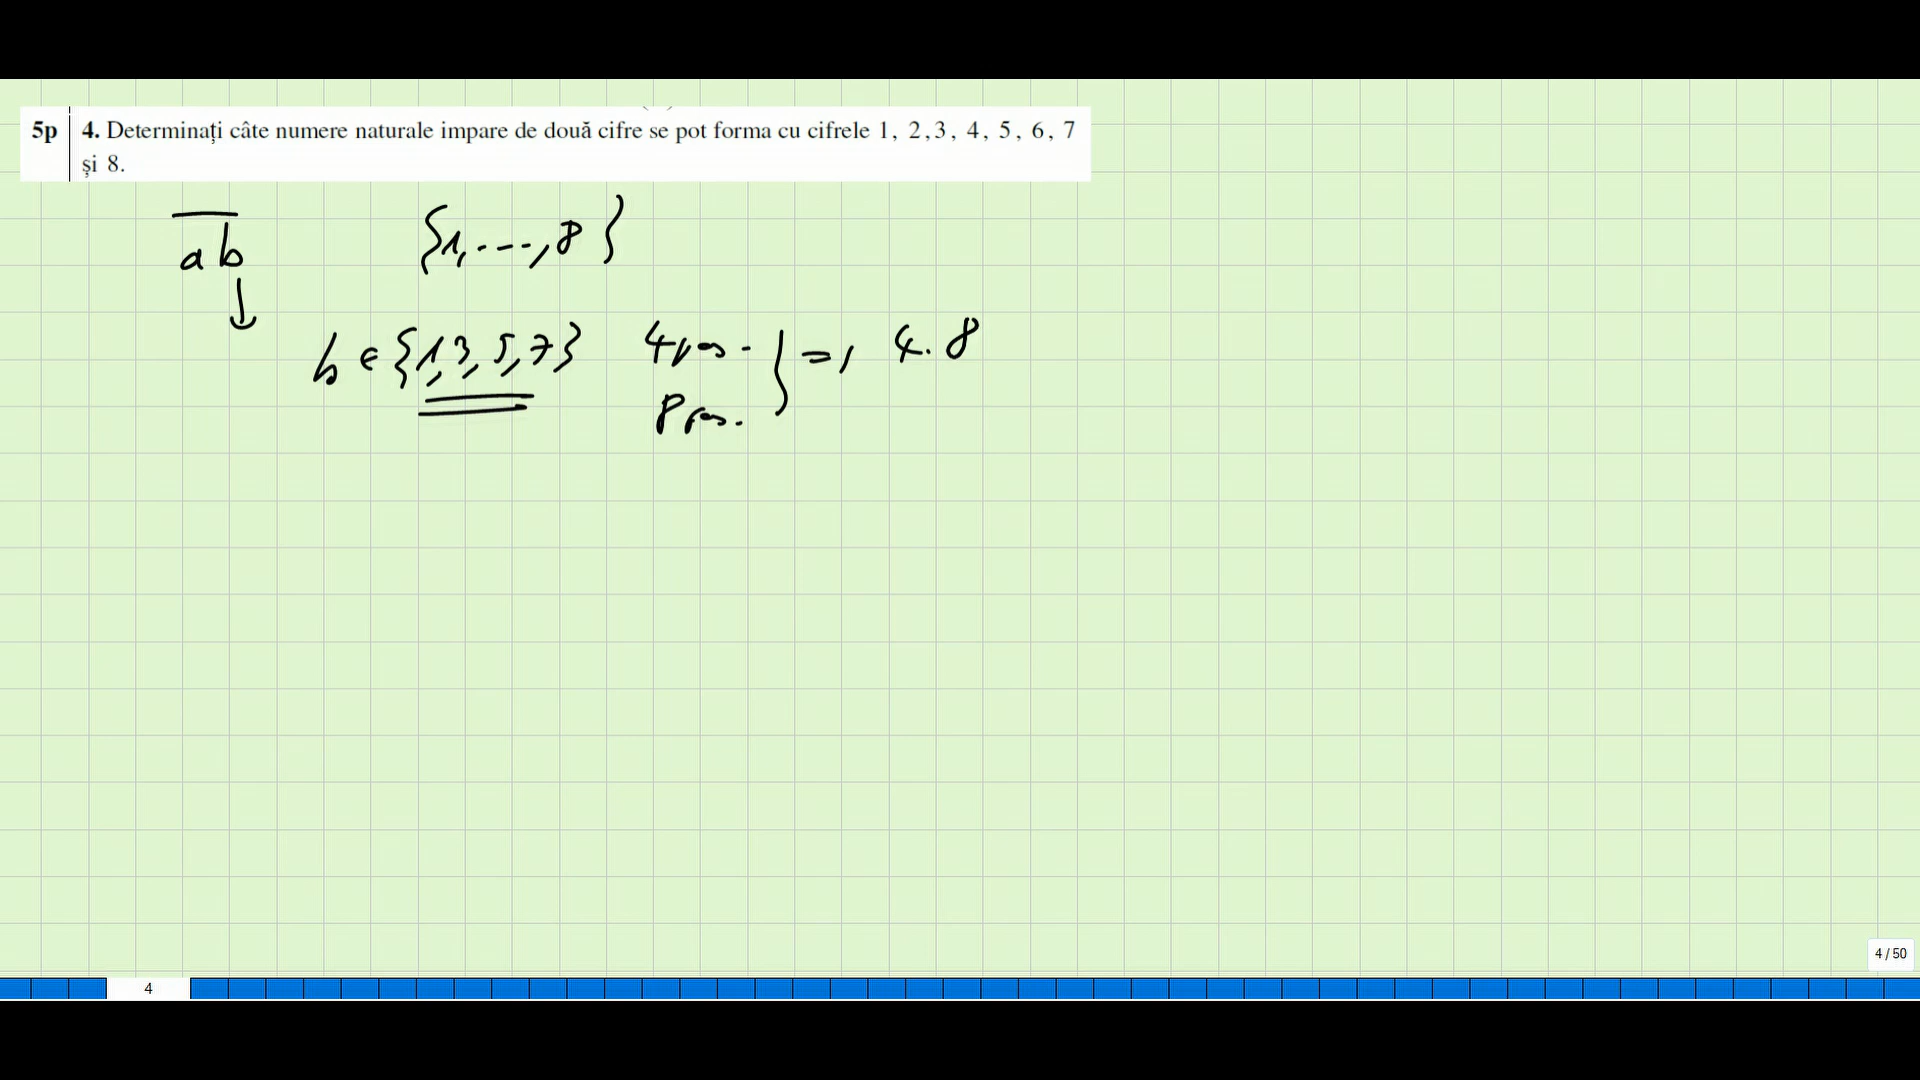 5p 4. Determinați câte numere naturale impare de două cifre se pot forma cu cifrele 1, 2,3, 4, 5, 6, 7
și 8.
ab {1,---,8}
b ∈ {1,3,5,7} 4 pos. } => 4.8
8 pos.
4 / 50
4